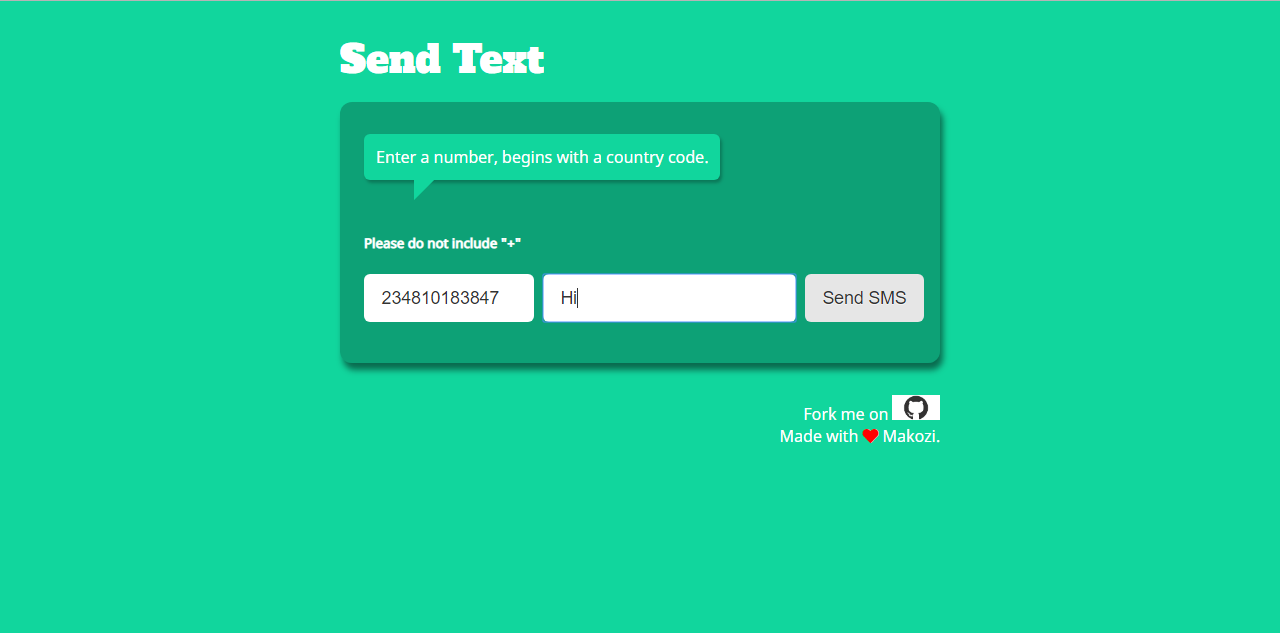 Send Text
Enter a number, begins with a country code.
Please do not include "+"
234810183847 Hi Send SMS
Fork me on
Made with ❤ Makozi.